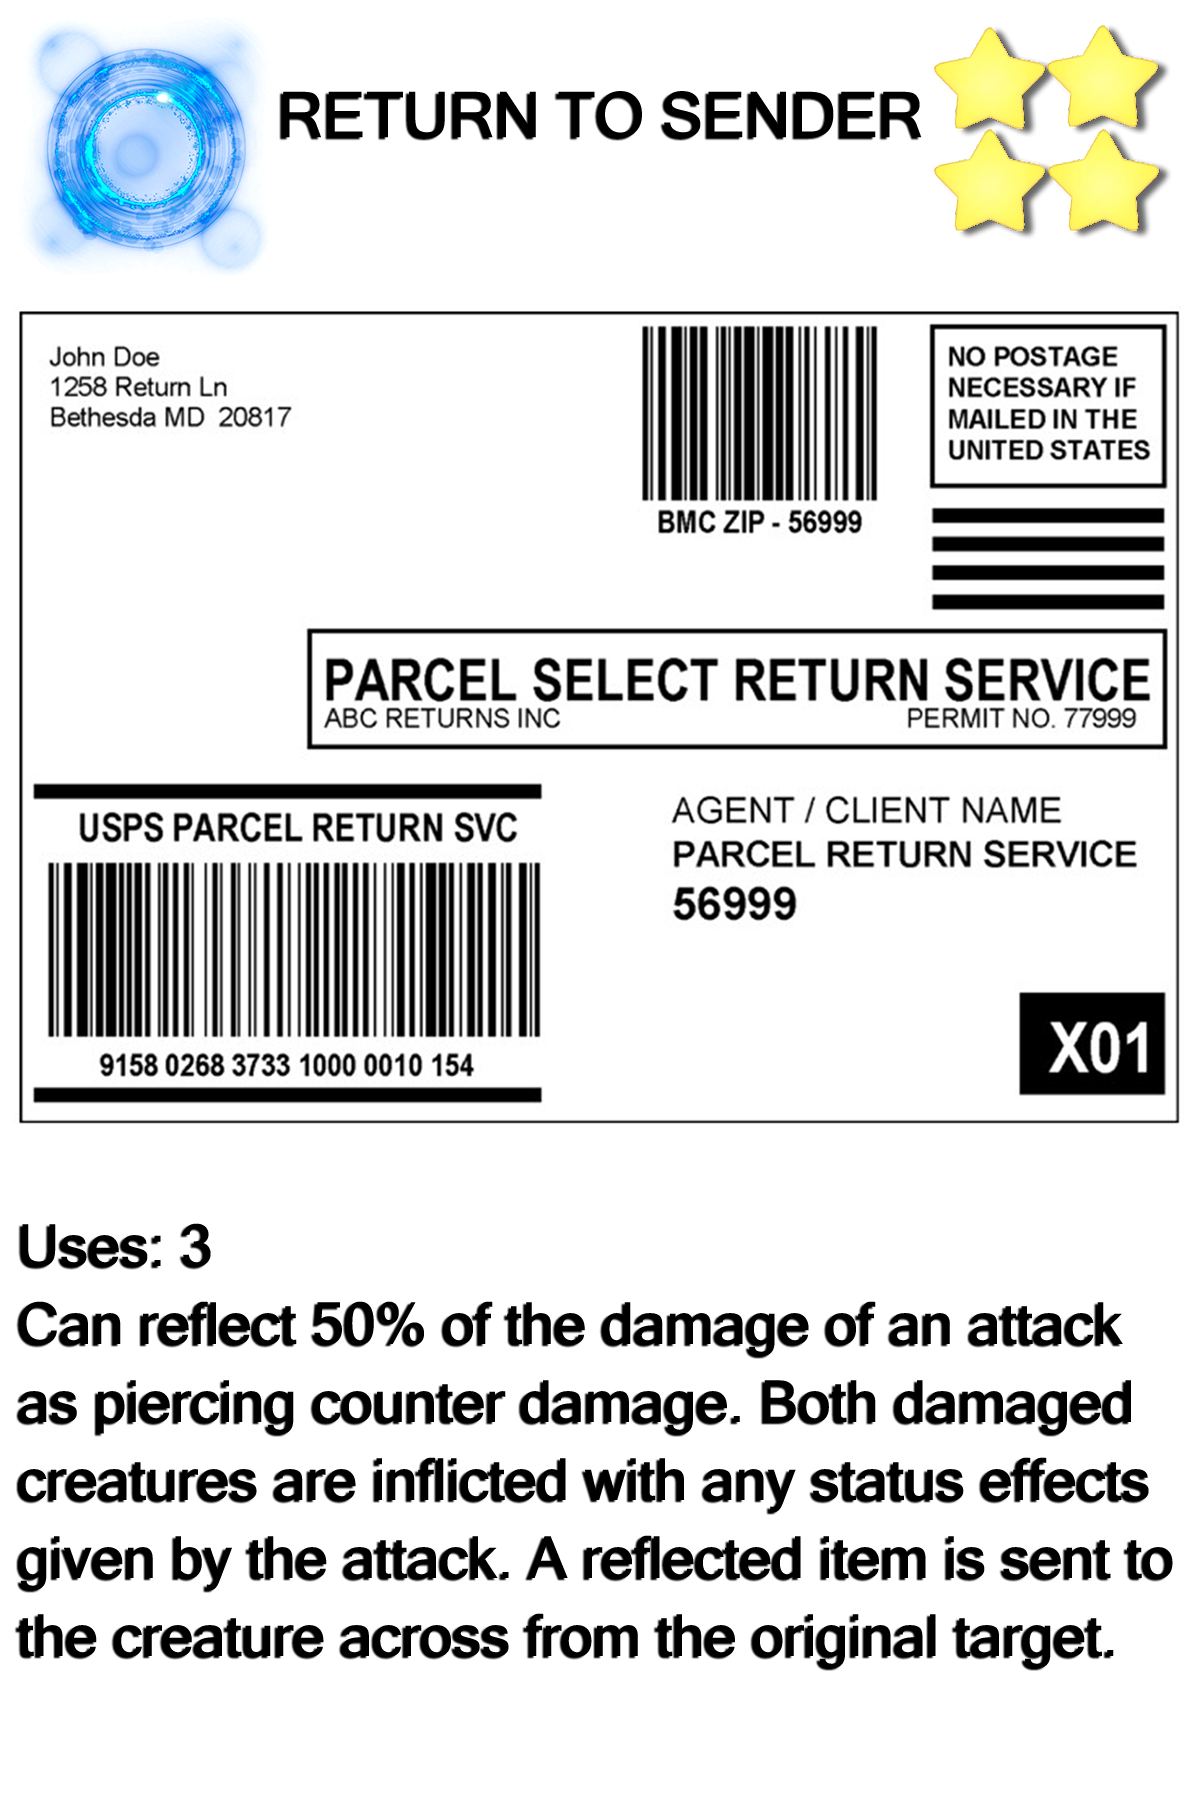 RETURN TO SENDER
John Doe
1258 Return Ln
Bethesda MD 20817
BMC ZIP - 56999
NO POSTAGE
NECESSARY IF
MAILED IN THE
UNITED STATES
PARCEL SELECT RETURN SERVICE
ABC RETURNS INC PERMIT NO. 77999
USPS PARCEL RETURN SVC
9158 0268 3733 1000 0010 154
AGENT / CLIENT NAME
PARCEL RETURN SERVICE
56999
X01
Uses: 3
Can reflect 50% of the damage of an attack
as piercing counter damage. Both damaged
creatures are inflicted with any status effects
given by the attack. A reflected item is sent to
the creature across from the original target.